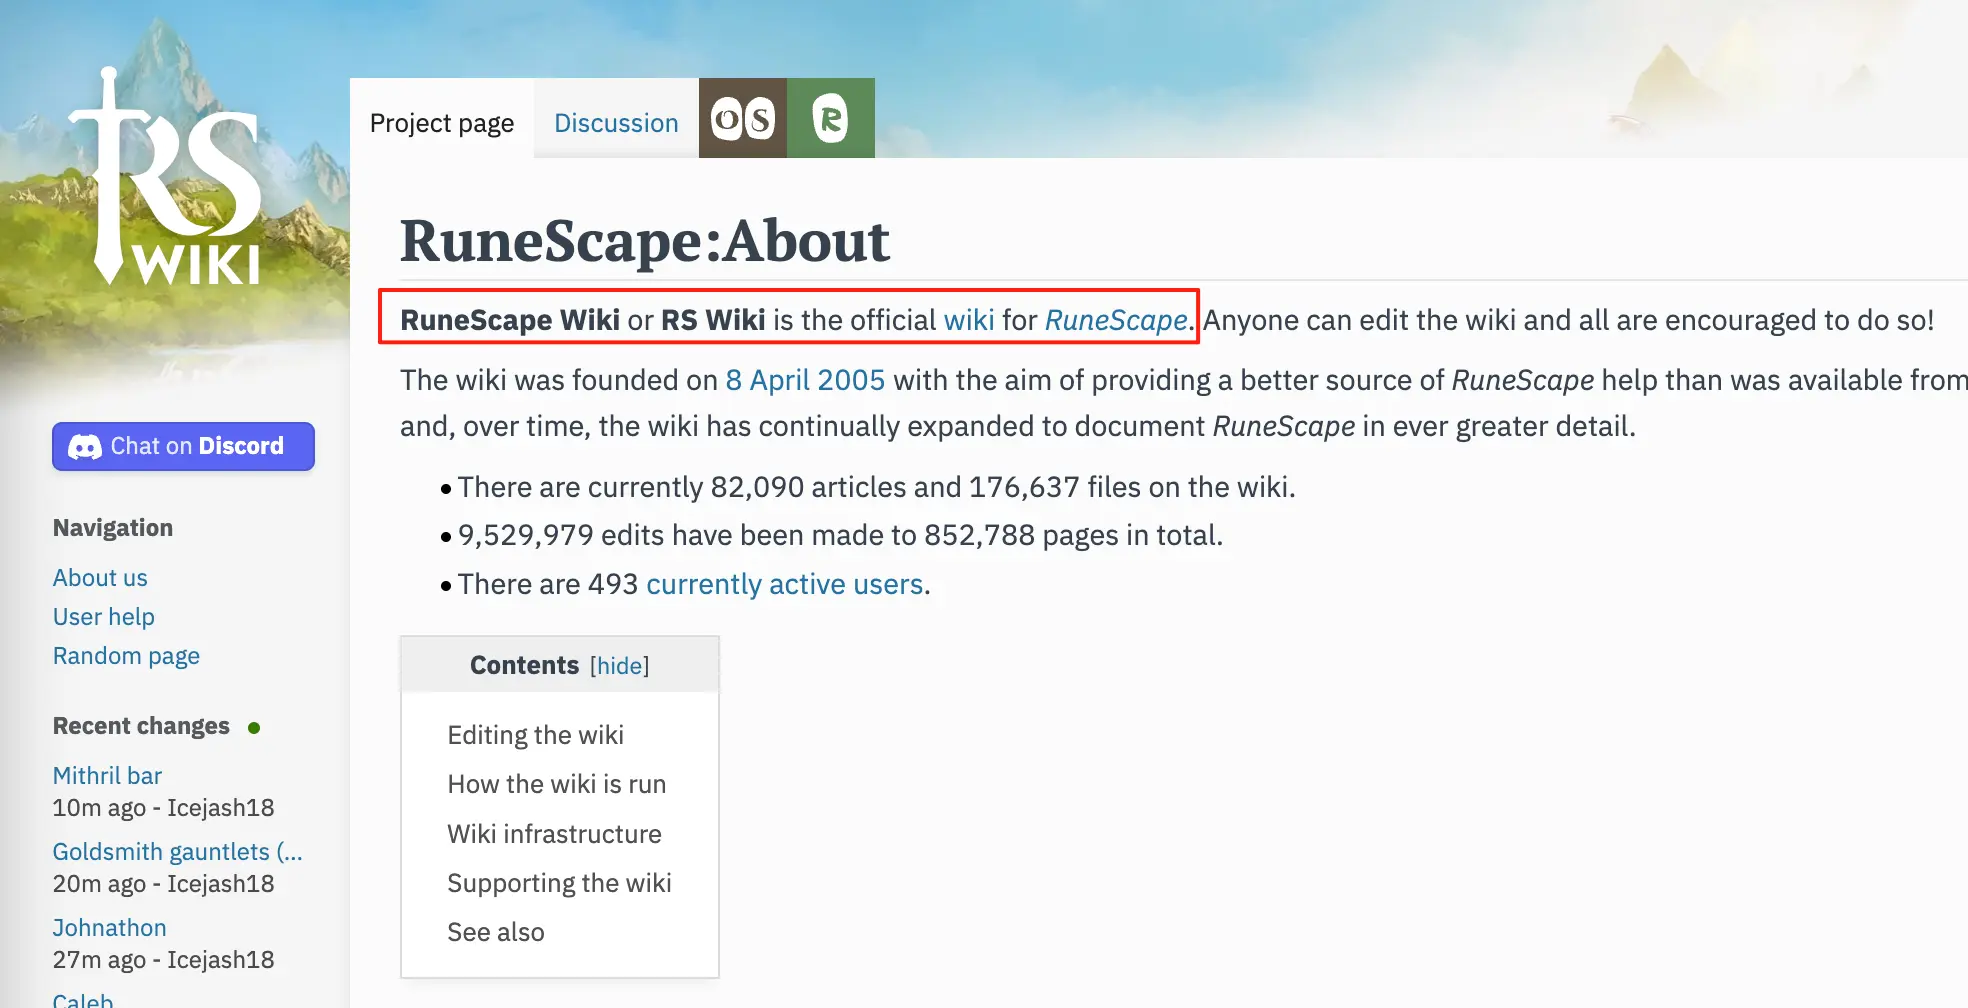 RS
WIKI
Project page
Discussion
OS
R
RuneScape:About
RuneScape Wiki or RS Wiki is the official wiki for RuneScape. Anyone can edit the wiki and all are encouraged to do so!
The wiki was founded on 8 April 2005 with the aim of providing a better source of RuneScape help than was available from
and, over time, the wiki has continually expanded to document RuneScape in ever greater detail.
• There are currently 82,090 articles and 176,637 files on the wiki.
• 9,529,979 edits have been made to 852,788 pages in total.
• There are 493 currently active users.
Contents [hide]
Editing the wiki
How the wiki is run
Wiki infrastructure
Supporting the wiki
See also
Chat on Discord
Navigation
About us
User help
Random page
Recent changes
Mithril bar
10m ago - Icejash18
Goldsmith gauntlets (...
20m ago - Icejash18
Johnathon
27m ago - Icejash18
Caleb